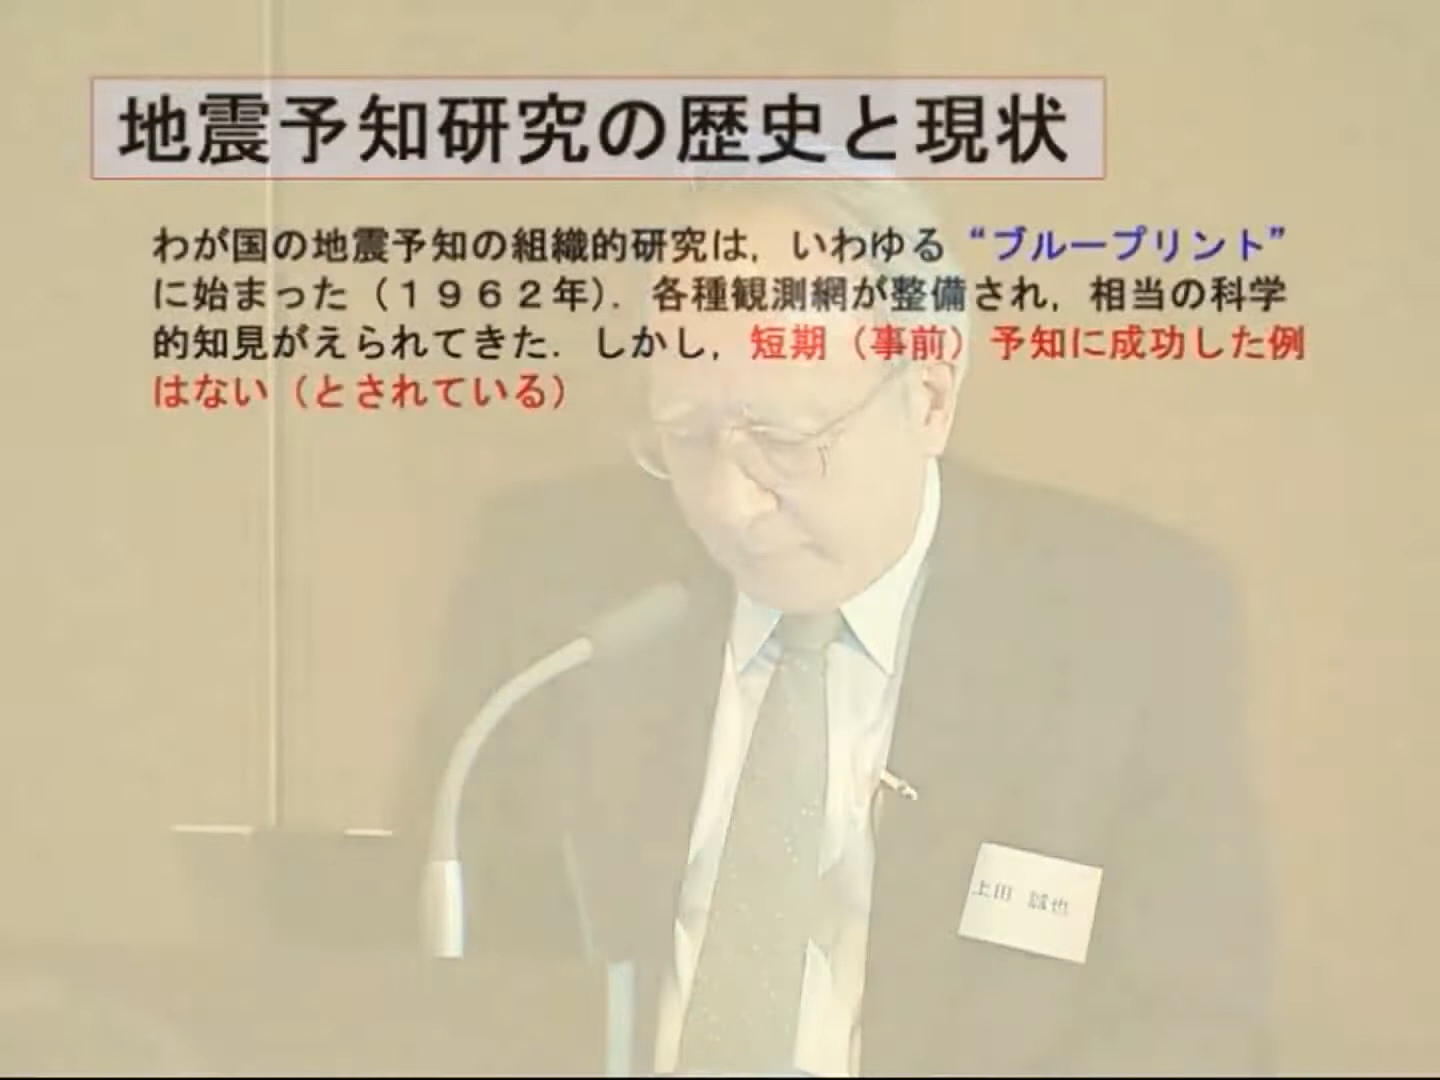 地震予知研究の歴史と現状
わが国の地震予知の組織的研究は，いわゆる“ブループリント”
に始まった（１９６２年）．各種観測網が整備され，相当の科学
的知見がえられてきた．しかし，短期（事前）予知に成功した例
はない（とされている）
上田 誠也